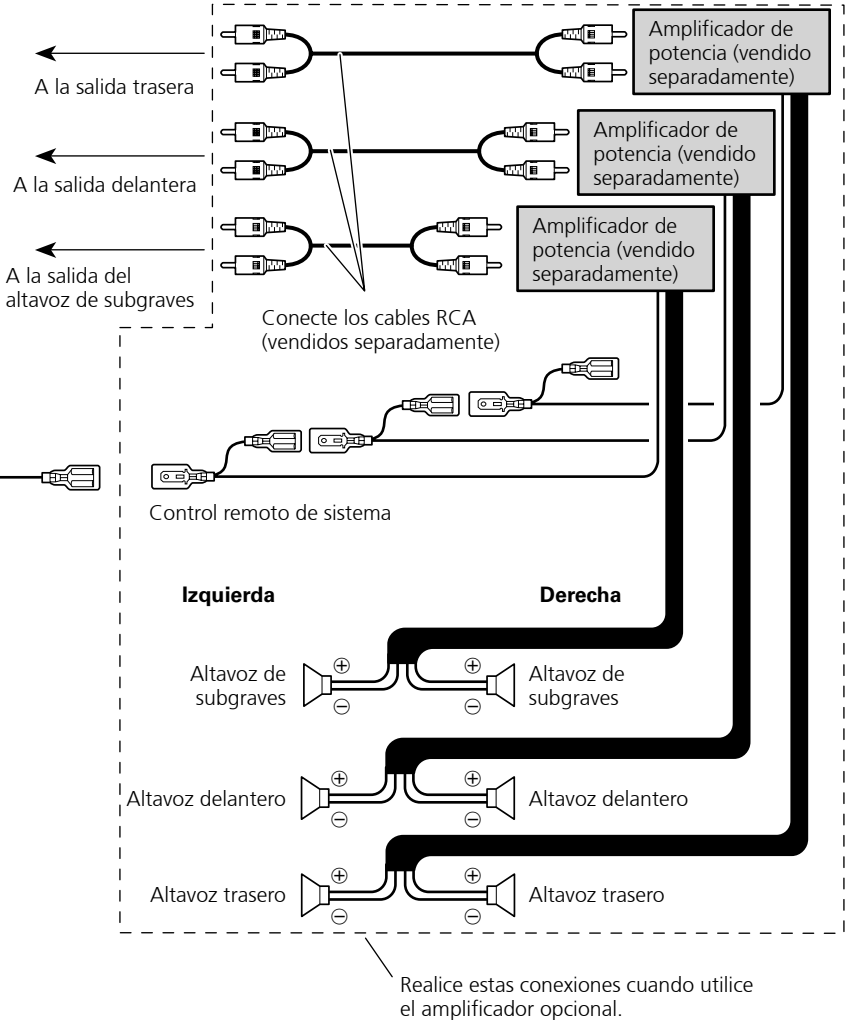 Amplificador de
potencia (vendido
separadamente)
A la salida trasera
Amplificador de
potencia (vendido
separadamente)
A la salida delantera
Amplificador de
potencia (vendido
separadamente)
A la salida del
altavoz de subgraves
Conecte los cables RCA
(vendidos separadamente)
Control remoto de sistema
Izquierda
Derecha
Altavoz de
subgraves
⊕
⊖
⊕
⊖
Altavoz de
subgraves
Altavoz delantero
⊕
⊖
⊕
⊖
Altavoz delantero
Altavoz trasero
⊕
⊖
⊕
⊖
Altavoz trasero
Realice estas conexiones cuando utilice
el amplificador opcional.